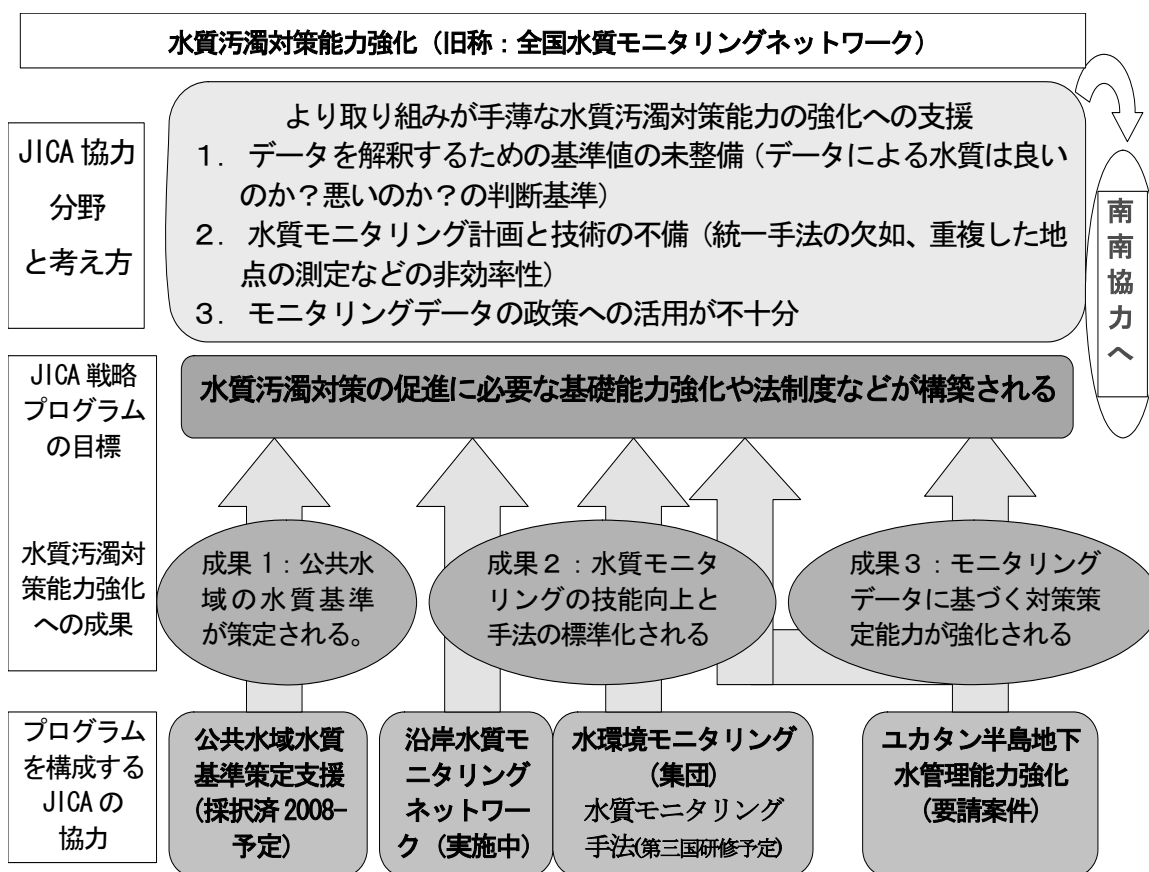 水質汚濁対策能力強化（旧称：全国水質モニタリングネットワーク）
JICA 協力
分野
と考え方
より取り組みが手薄な水質汚濁対策能力の強化への支援
１． データを解釈するための基準値の未整備（データによる水質は良い
のか？悪いのか？の判断基準）
２． 水質モニタリング計画と技術の不備（統一手法の欠如、重複した地
点の測定などの非効率性）
３． モニタリングデータの政策への活用が不十分
南
南
協
力
へ
JICA 戦略
プログラム
の目標
水質汚濁対策の促進に必要な基礎能力強化や法制度などが構築される
水質汚濁対
策能力強化
への成果
成果１：公共水
域の水質基準
が策定される。
成果２：水質モニタ
リングの技能向上と
手法の標準化される
成果３：モニタリング
データに基づく対策策
定能力が強化される
プログラム
を構成する
JICA の
協力
公共水域水質
基準策定支援
(採択済 2008-
予定)
沿岸水質モ
ニタリング
ネットワー
ク（実施中）
水環境モニタリング
(集団)
水質モニタリング
手法(第三国研修予定)
ユカタン半島地下
水管理能力強化
(要請案件)